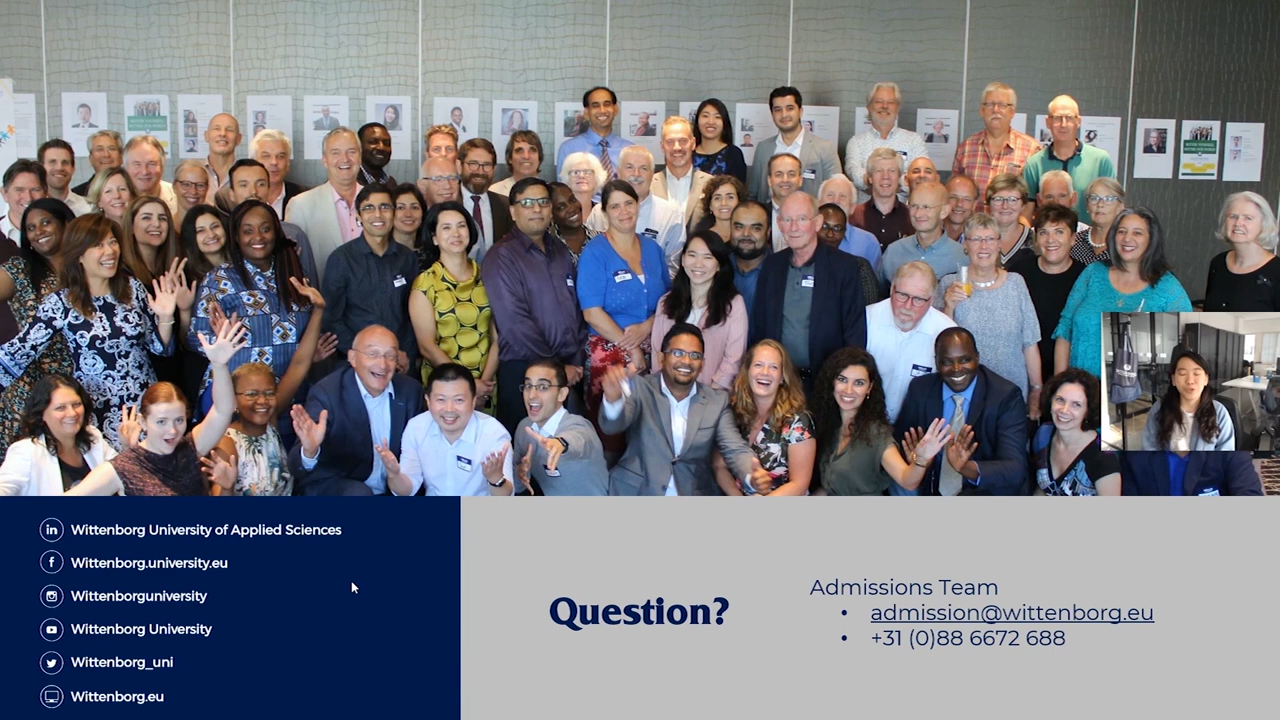 Wittenborg University of Applied Sciences
Wittenborg.university.eu
Wittenborguniversity
Wittenborg University
Wittenborg_uni
Wittenborg.eu
Question?
Admissions Team
• admission@wittenborg.eu
• +31 (0)88 6672 688